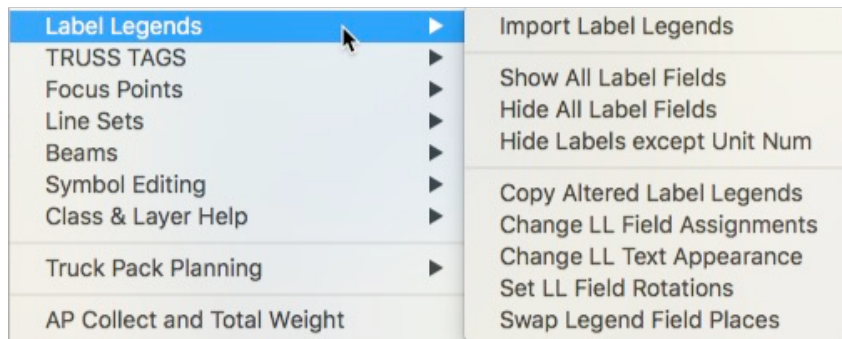 Label Legends
TRUSS TAGS
Focus Points
Line Sets
Beams
Symbol Editing
Class & Layer Help
Truck Pack Planning
AP Collect and Total Weight
Import Label Legends
Show All Label Fields
Hide All Label Fields
Hide Labels except Unit Num
Copy Altered Label Legends
Change LL Field Assignments
Change LL Text Appearance
Set LL Field Rotations
Swap Legend Field Places